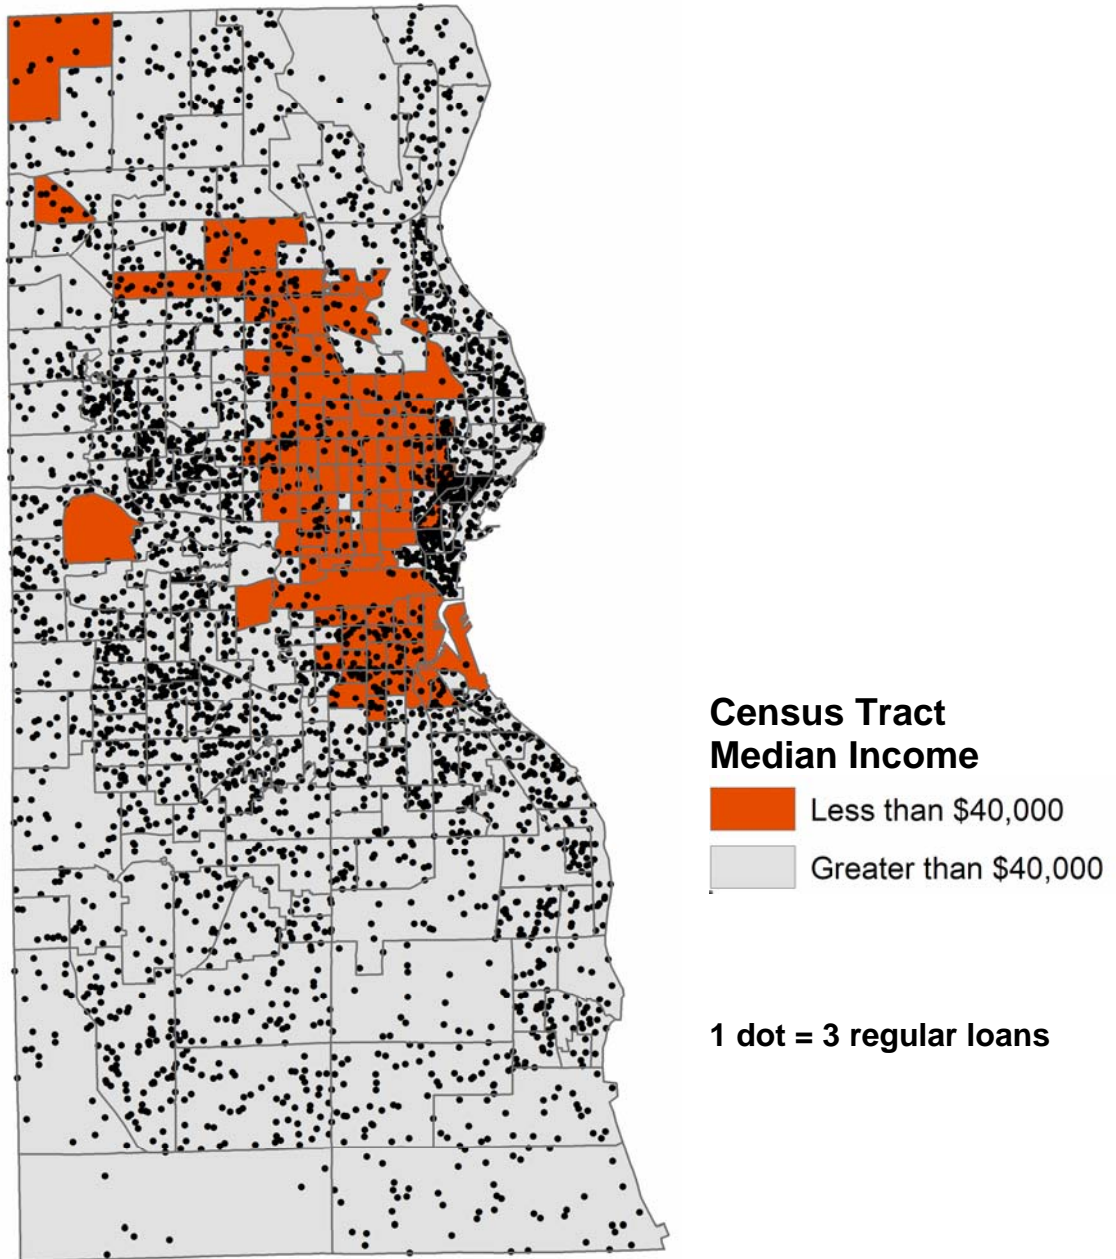 Census Tract
Median Income
Less than $40,000
Greater than $40,000
1 dot = 3 regular loans